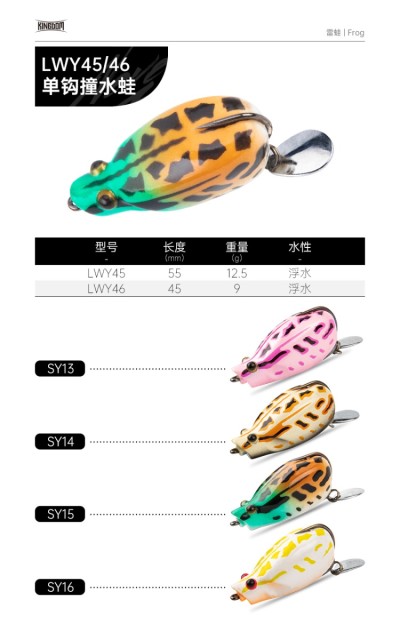 KINGDOM
雷蛙 | Frog
LWY45/46
单钩撞水蛙
型号 长度 重量 水性
- (mm) (g) -
LWY45 55 12.5 浮水
LWY46 45 9 浮水
SY13
SY14
SY15
SY16